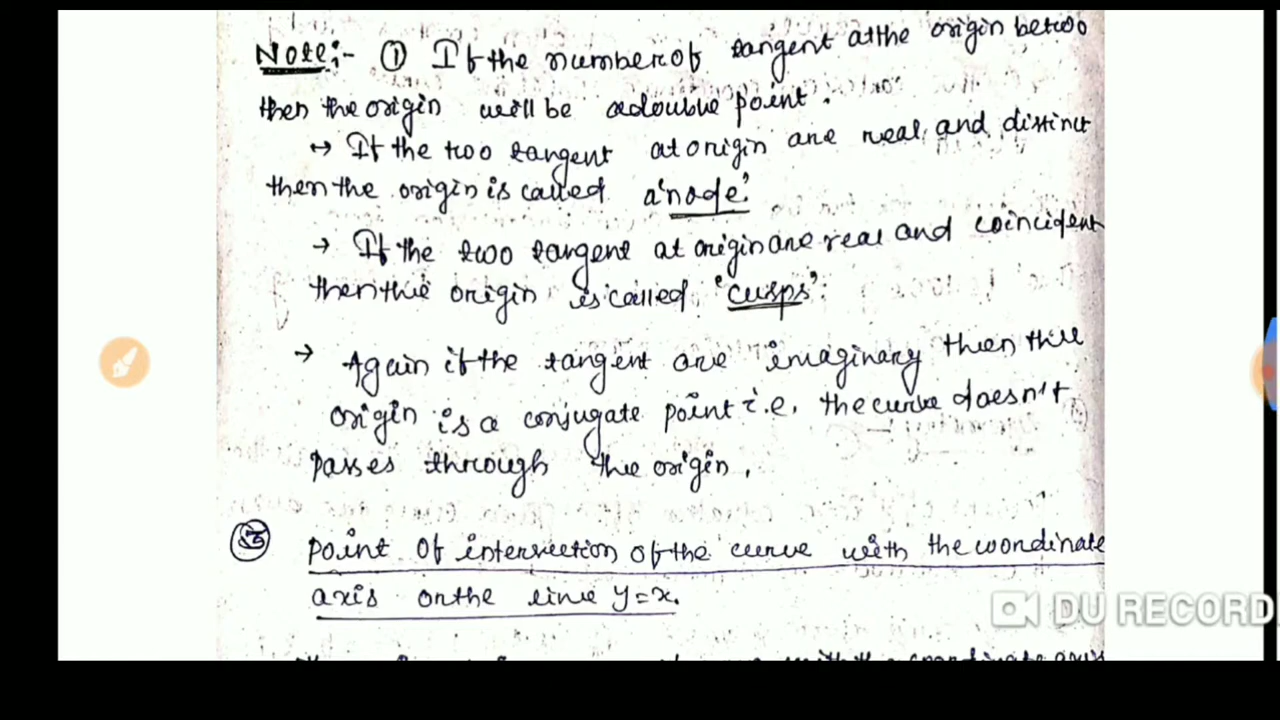 Note:- ① If the number of tangent at the origin be two
then the origin will be a double point.
→ If the two tangent at origin are real and distinct
then the origin is called a 'node'
→ If the two tangent at origin are real and coincident
then the origin is called 'cusps'.
→ Again if the tangent are imaginary then the
origin is a conjugate point i.e. the curve doesn't
passes through the origin.
Point of intersection of the curve with the coordinate
axis or the line y=x.
DU RECORD